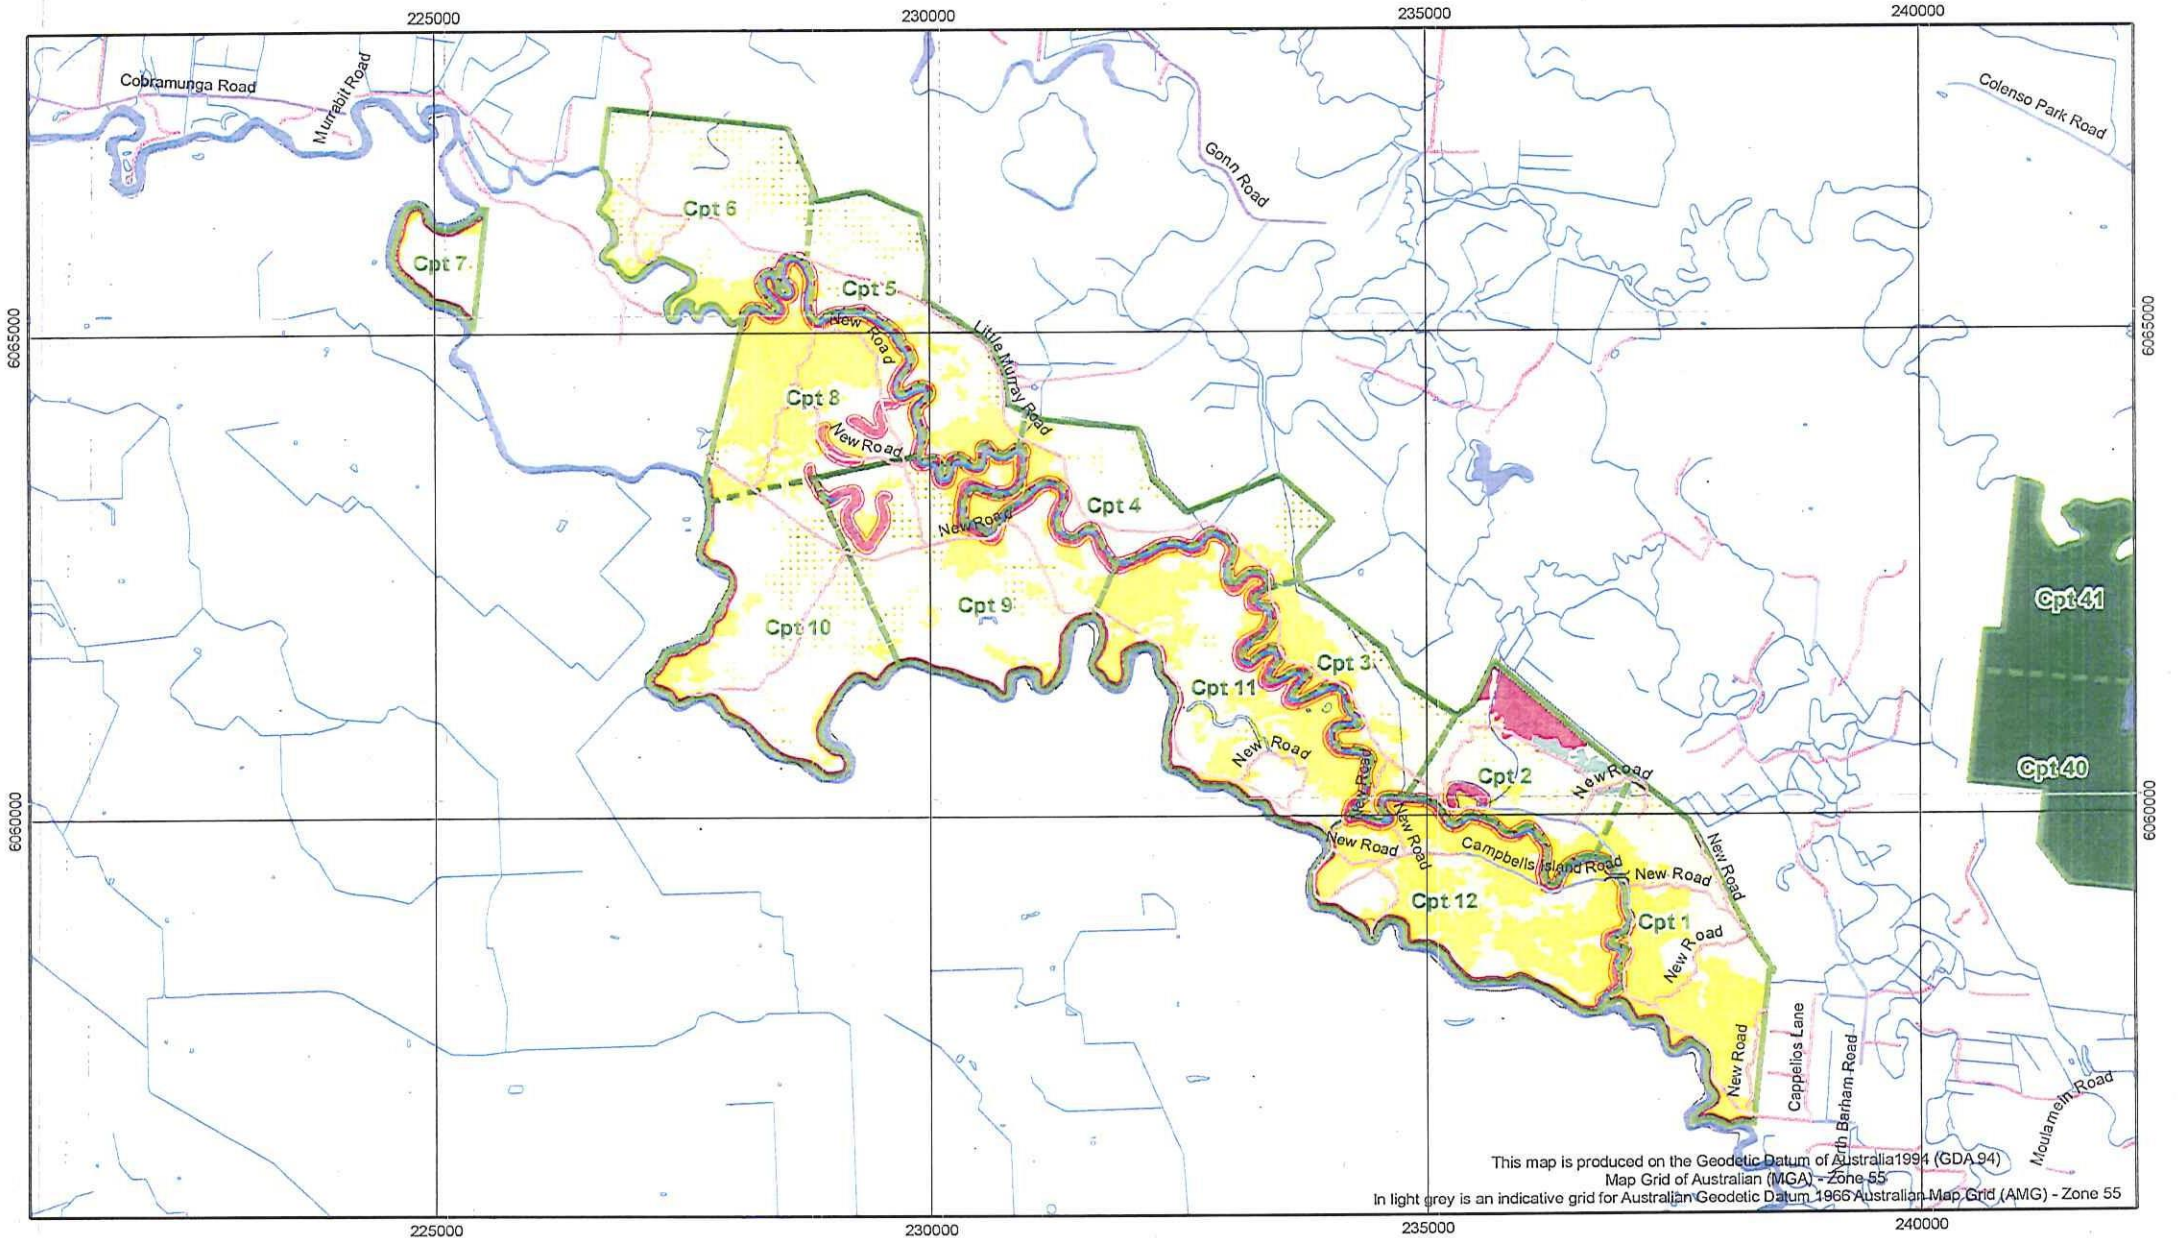 225000
230000
235000
240000
Cobramunga Road
Murrabit Road
Colenso Park Road
Gonn Road
Cpt 6
Cpt 7
Cpt 5
6065000
6065000
New Road
Little Murray Road
Cpt 8
New Road
Cpt 4
New Road
Cpt 9
Cpt 10
Cpt 41
Cpt 3
Cpt 11
New Road
Cpt 2
New Road
Cpt 40
New Road
6060000
6060000
New Road
New Road
Campbells Island Road
New Road
New Road
Cpt 12
Cpt 1
New Road
New Road
Cappelios Lane
North Barham Road
Moulamein Road
This map is produced on the Geodetic Datum of Australia1994 (GDA 94)
Map Grid of Australian (MGA) - Zone 55
In light grey is an indicative grid for Australian Geodetic Datum 1966 Australian Map Grid (AMG) - Zone 55
225000
230000
235000
240000